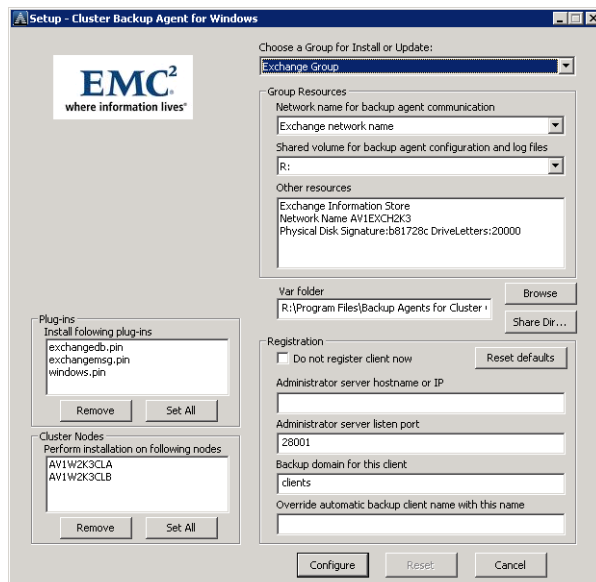 Setup - Cluster Backup Agent for Windows
EMC²
where information lives®
Choose a Group for Install or Update:
Exchange Group
Group Resources
Network name for backup agent communication
Exchange network name
Shared volume for backup agent configuration and log files
R:
Other resources
Exchange Information Store
Network Name AV1EXCH2K3
Physical Disk Signature:b81728c DriveLetters:20000
Var folder
R:\Program Files\Backup Agents for Cluster
Browse
Share Dir...
Plug-ins
Install folowing plug-ins
exchangedb.pin
exchangemsg.pin
windows.pin
Remove
Set All
Cluster Nodes
Perform installation on following nodes
AV1W2K3CLA
AV1W2K3CLB
Remove
Set All
Registration
Do not register client now
Reset defaults
Administrator server hostname or IP
Administrator server listen port
28001
Backup domain for this client
clients
Override automatic backup client name with this name
Configure
Reset
Cancel